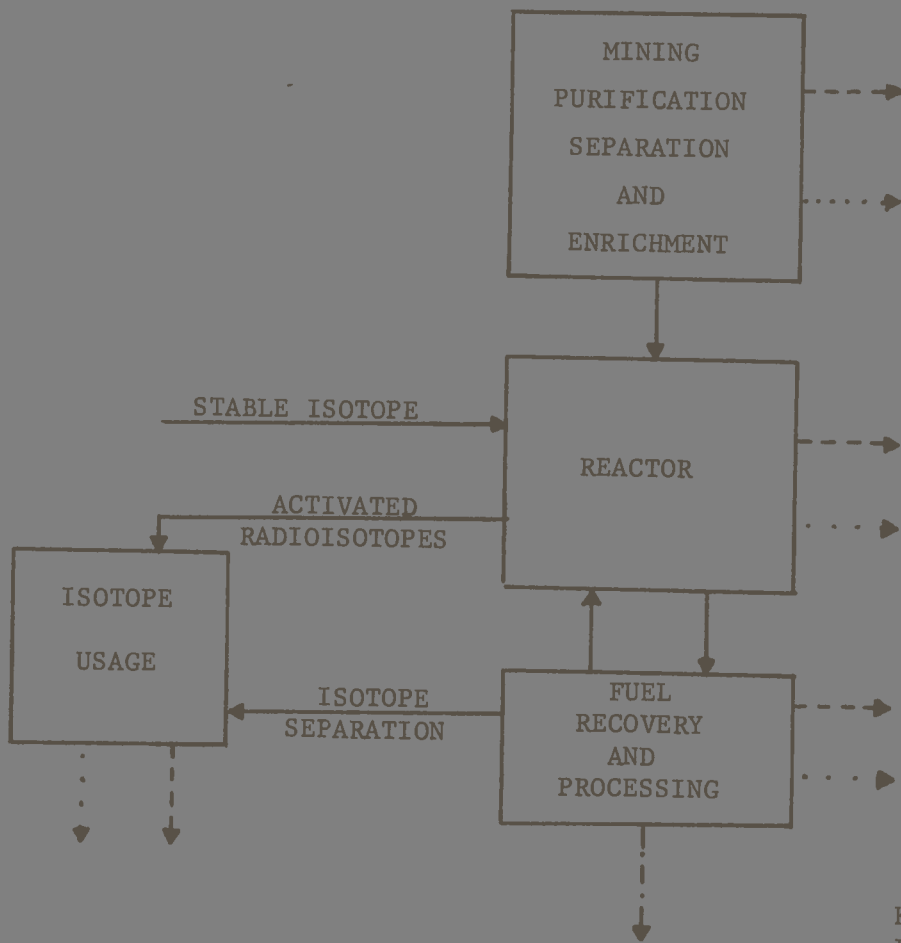 MINING
PURIFICATION
SEPARATION
AND
ENRICHMENT
STABLE ISOTOPE
REACTOR
ACTIVATED
RADIOISOTOPES
ISOTOPE
USAGE
ISOTOPE
SEPARATION
FUEL
RECOVERY
AND
PROCESSING